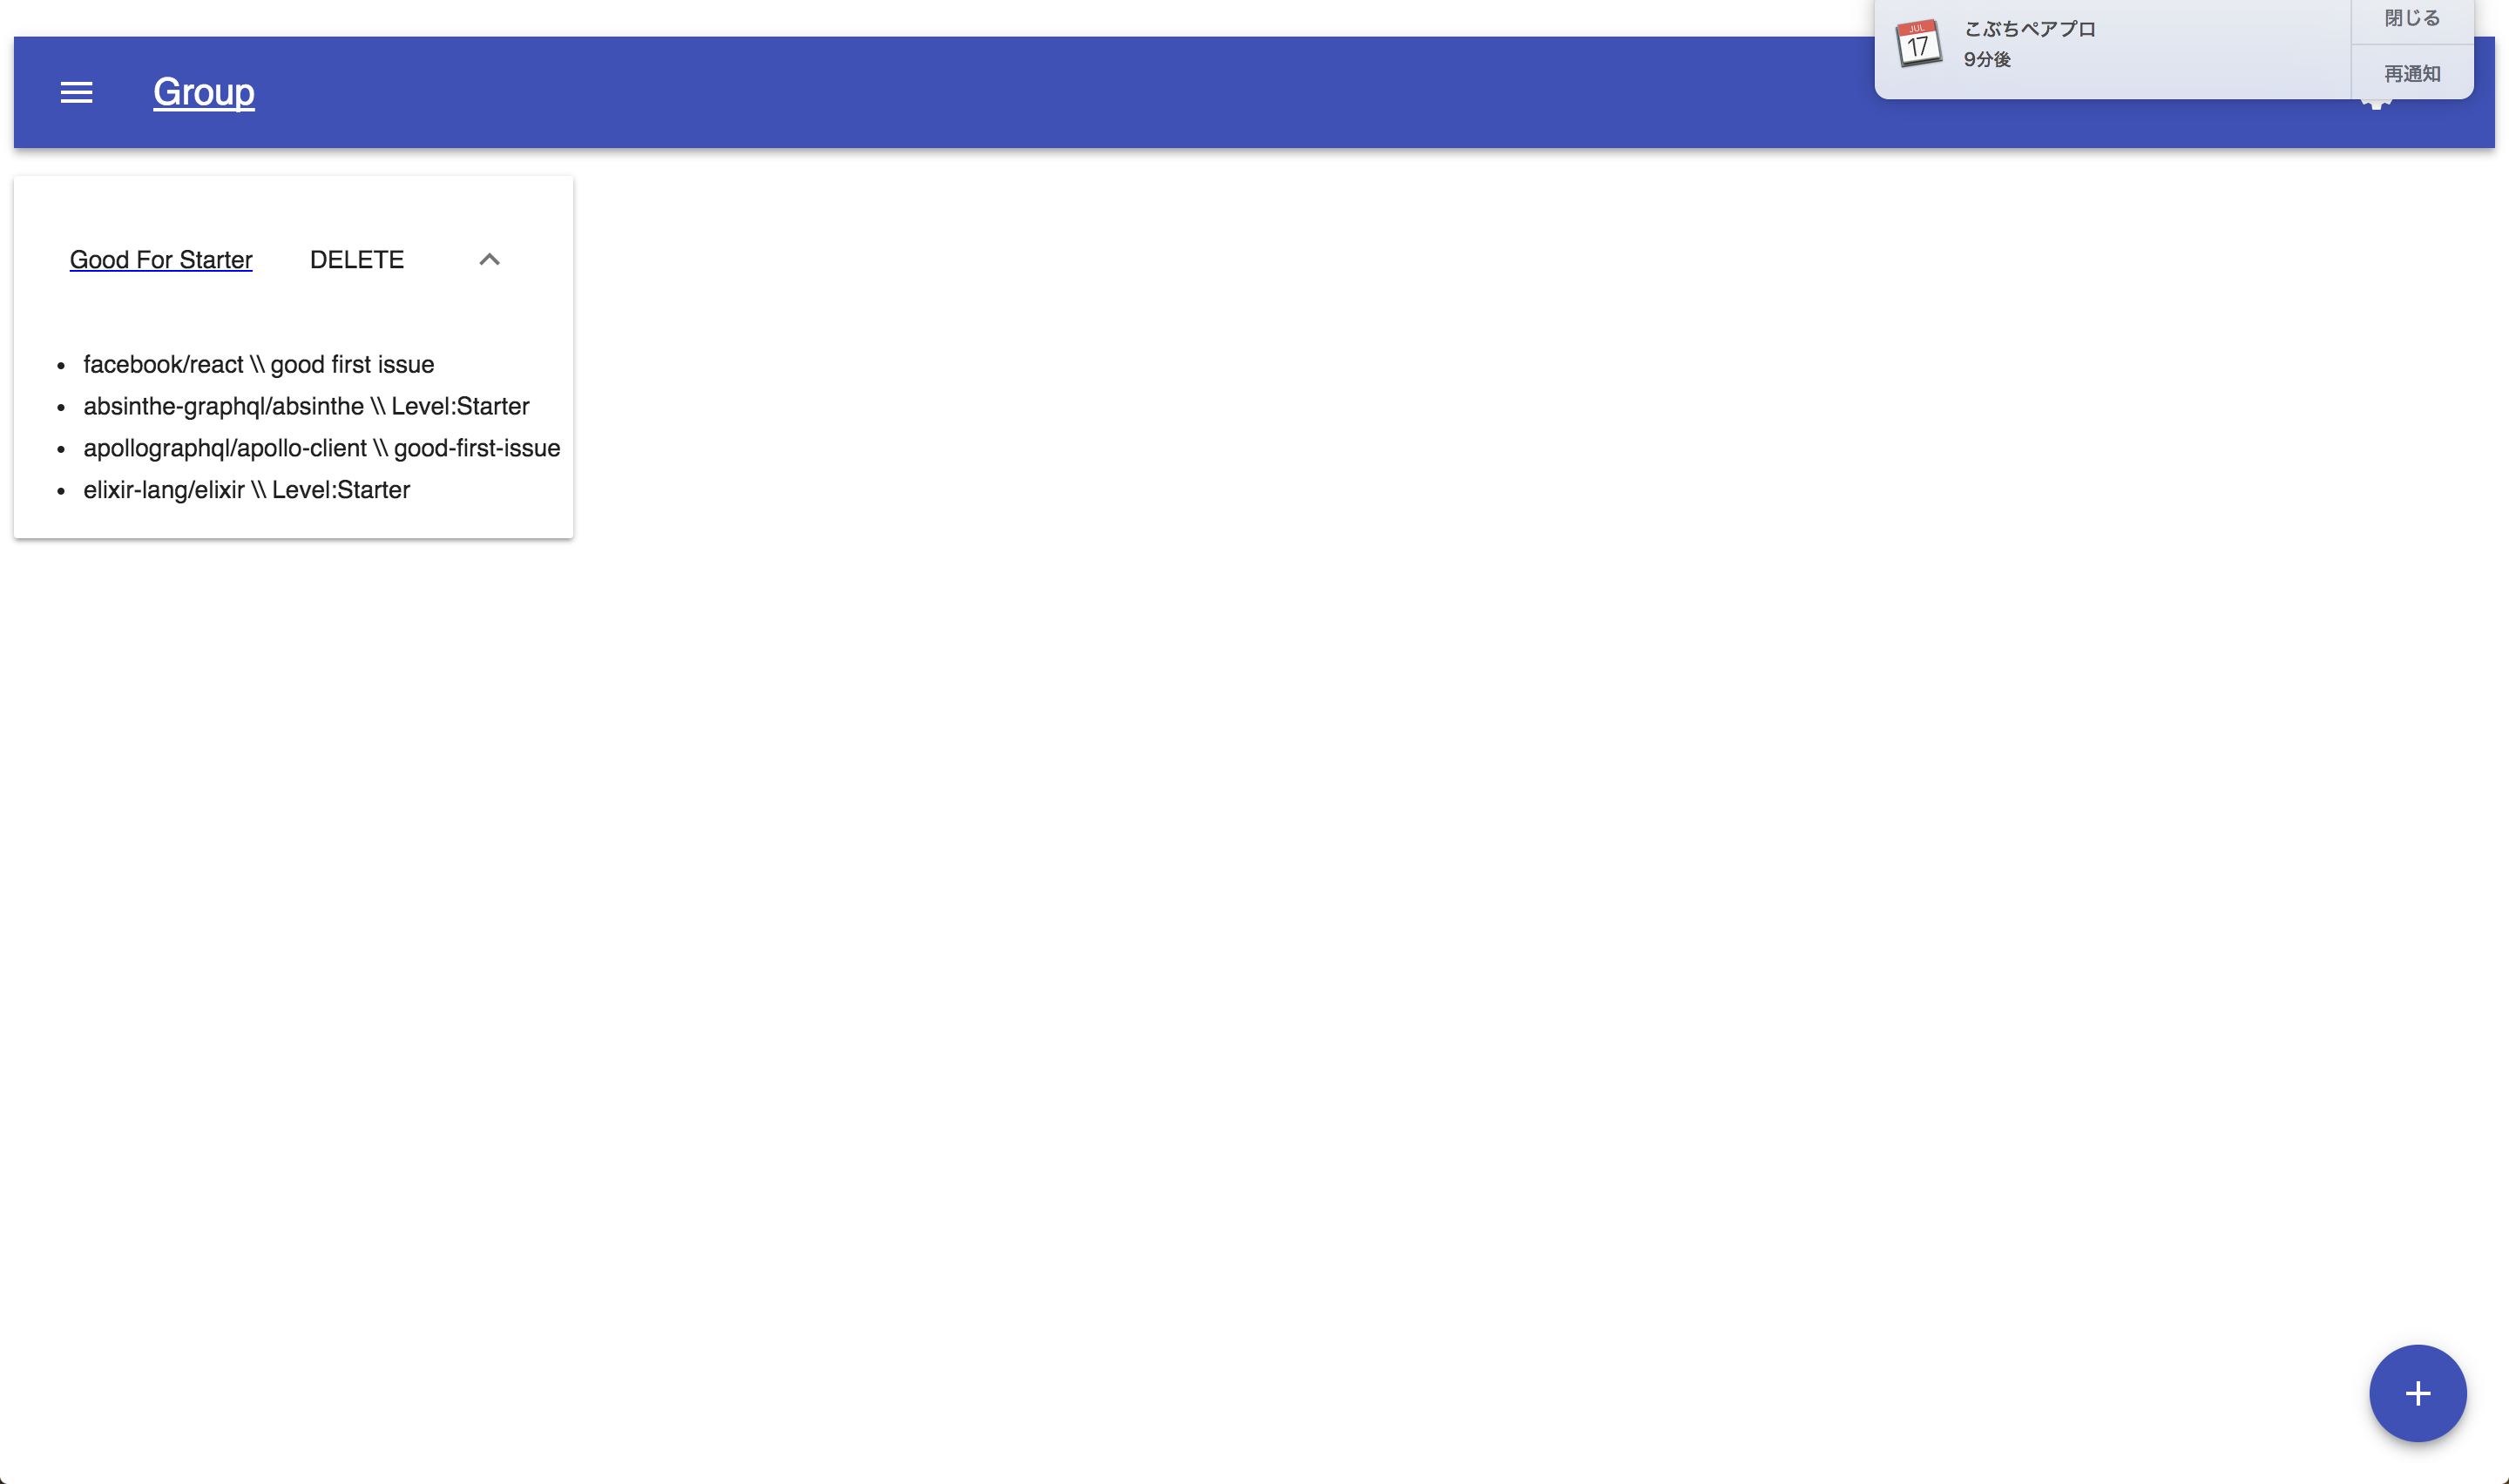 Group
JUL
17
こぶちペアプロ
9分後
閉じる
再通知
Good For Starter DELETE
• facebook/react \\ good first issue
• absinthe-graphql/absinthe \\ Level:Starter
• apollographql/apollo-client \\ good-first-issue
• elixir-lang/elixir \\ Level:Starter